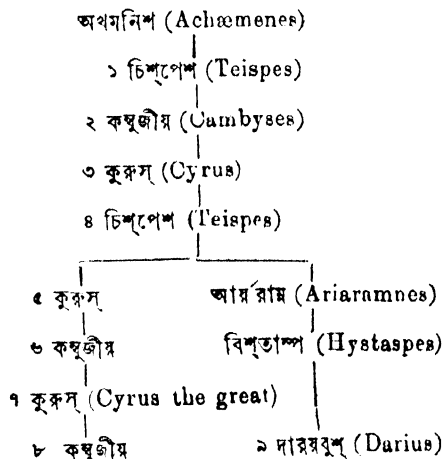 অখমনিশ (Achæmenes)
১ চিশ্‌পেশ (Teispes)
২ কম্বুজীয় (Cambyses)
৩ কুরুস্ (Cyrus)
৪ চিশ্‌পেশ (Teispes)
৫ কুরুস্ আর্য়রাম্ন (Ariaramnes)
৬ কম্বুজীয় বিশ্‌তাস্প (Hystaspes)
৭ কুরুস্ (Cyrus the great)
৮ কম্বুজীয় ৯ দারয়বুশ্ (Darius)